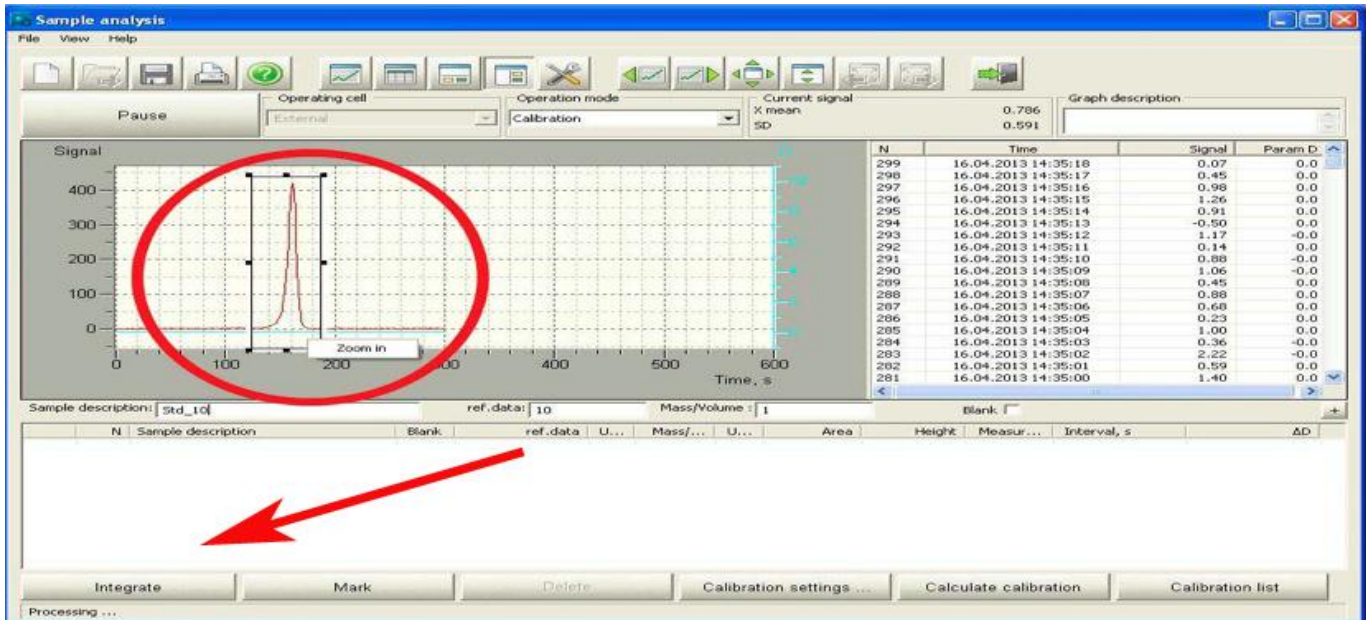 Sample analysis
File View Help
Pause
Operating cell
External
Operation mode
Calibration
Current signal
X mean 0.786
SD 0.591
Graph description
Signal
400
300
200
100
0
Zoom in
0 100 200 400 500 600
Time, s
N Time Signal Param D
299 16.04.2013 14:35:18 0.07 0.0
298 16.04.2013 14:35:17 0.45 0.0
297 16.04.2013 14:35:16 0.98 0.0
296 16.04.2013 14:35:15 1.26 0.0
295 16.04.2013 14:35:14 0.91 0.0
294 16.04.2013 14:35:13 -0.50 0.0
293 16.04.2013 14:35:12 1.17 -0.0
292 16.04.2013 14:35:11 0.14 0.0
291 16.04.2013 14:35:10 0.88 -0.0
290 16.04.2013 14:35:09 1.06 0.0
289 16.04.2013 14:35:08 0.45 0.0
288 16.04.2013 14:35:07 0.88 0.0
287 16.04.2013 14:35:06 0.68 0.0
286 16.04.2013 14:35:05 0.23 0.0
285 16.04.2013 14:35:04 1.00 0.0
284 16.04.2013 14:35:03 0.36 -0.0
283 16.04.2013 14:35:02 2.22 -0.0
282 16.04.2013 14:35:01 0.59 0.0
281 16.04.2013 14:35:00 1.40 0.0
Sample description: Std_10 ref.data: 10 Mass/Volume : 1 Blank +
N Sample description Blank ref.data U... Mass/... U... Area Height Measur... Interval, s ΔD
Integrate Mark Delete Calibration settings ... Calculate calibration Calibration list
Processing ...